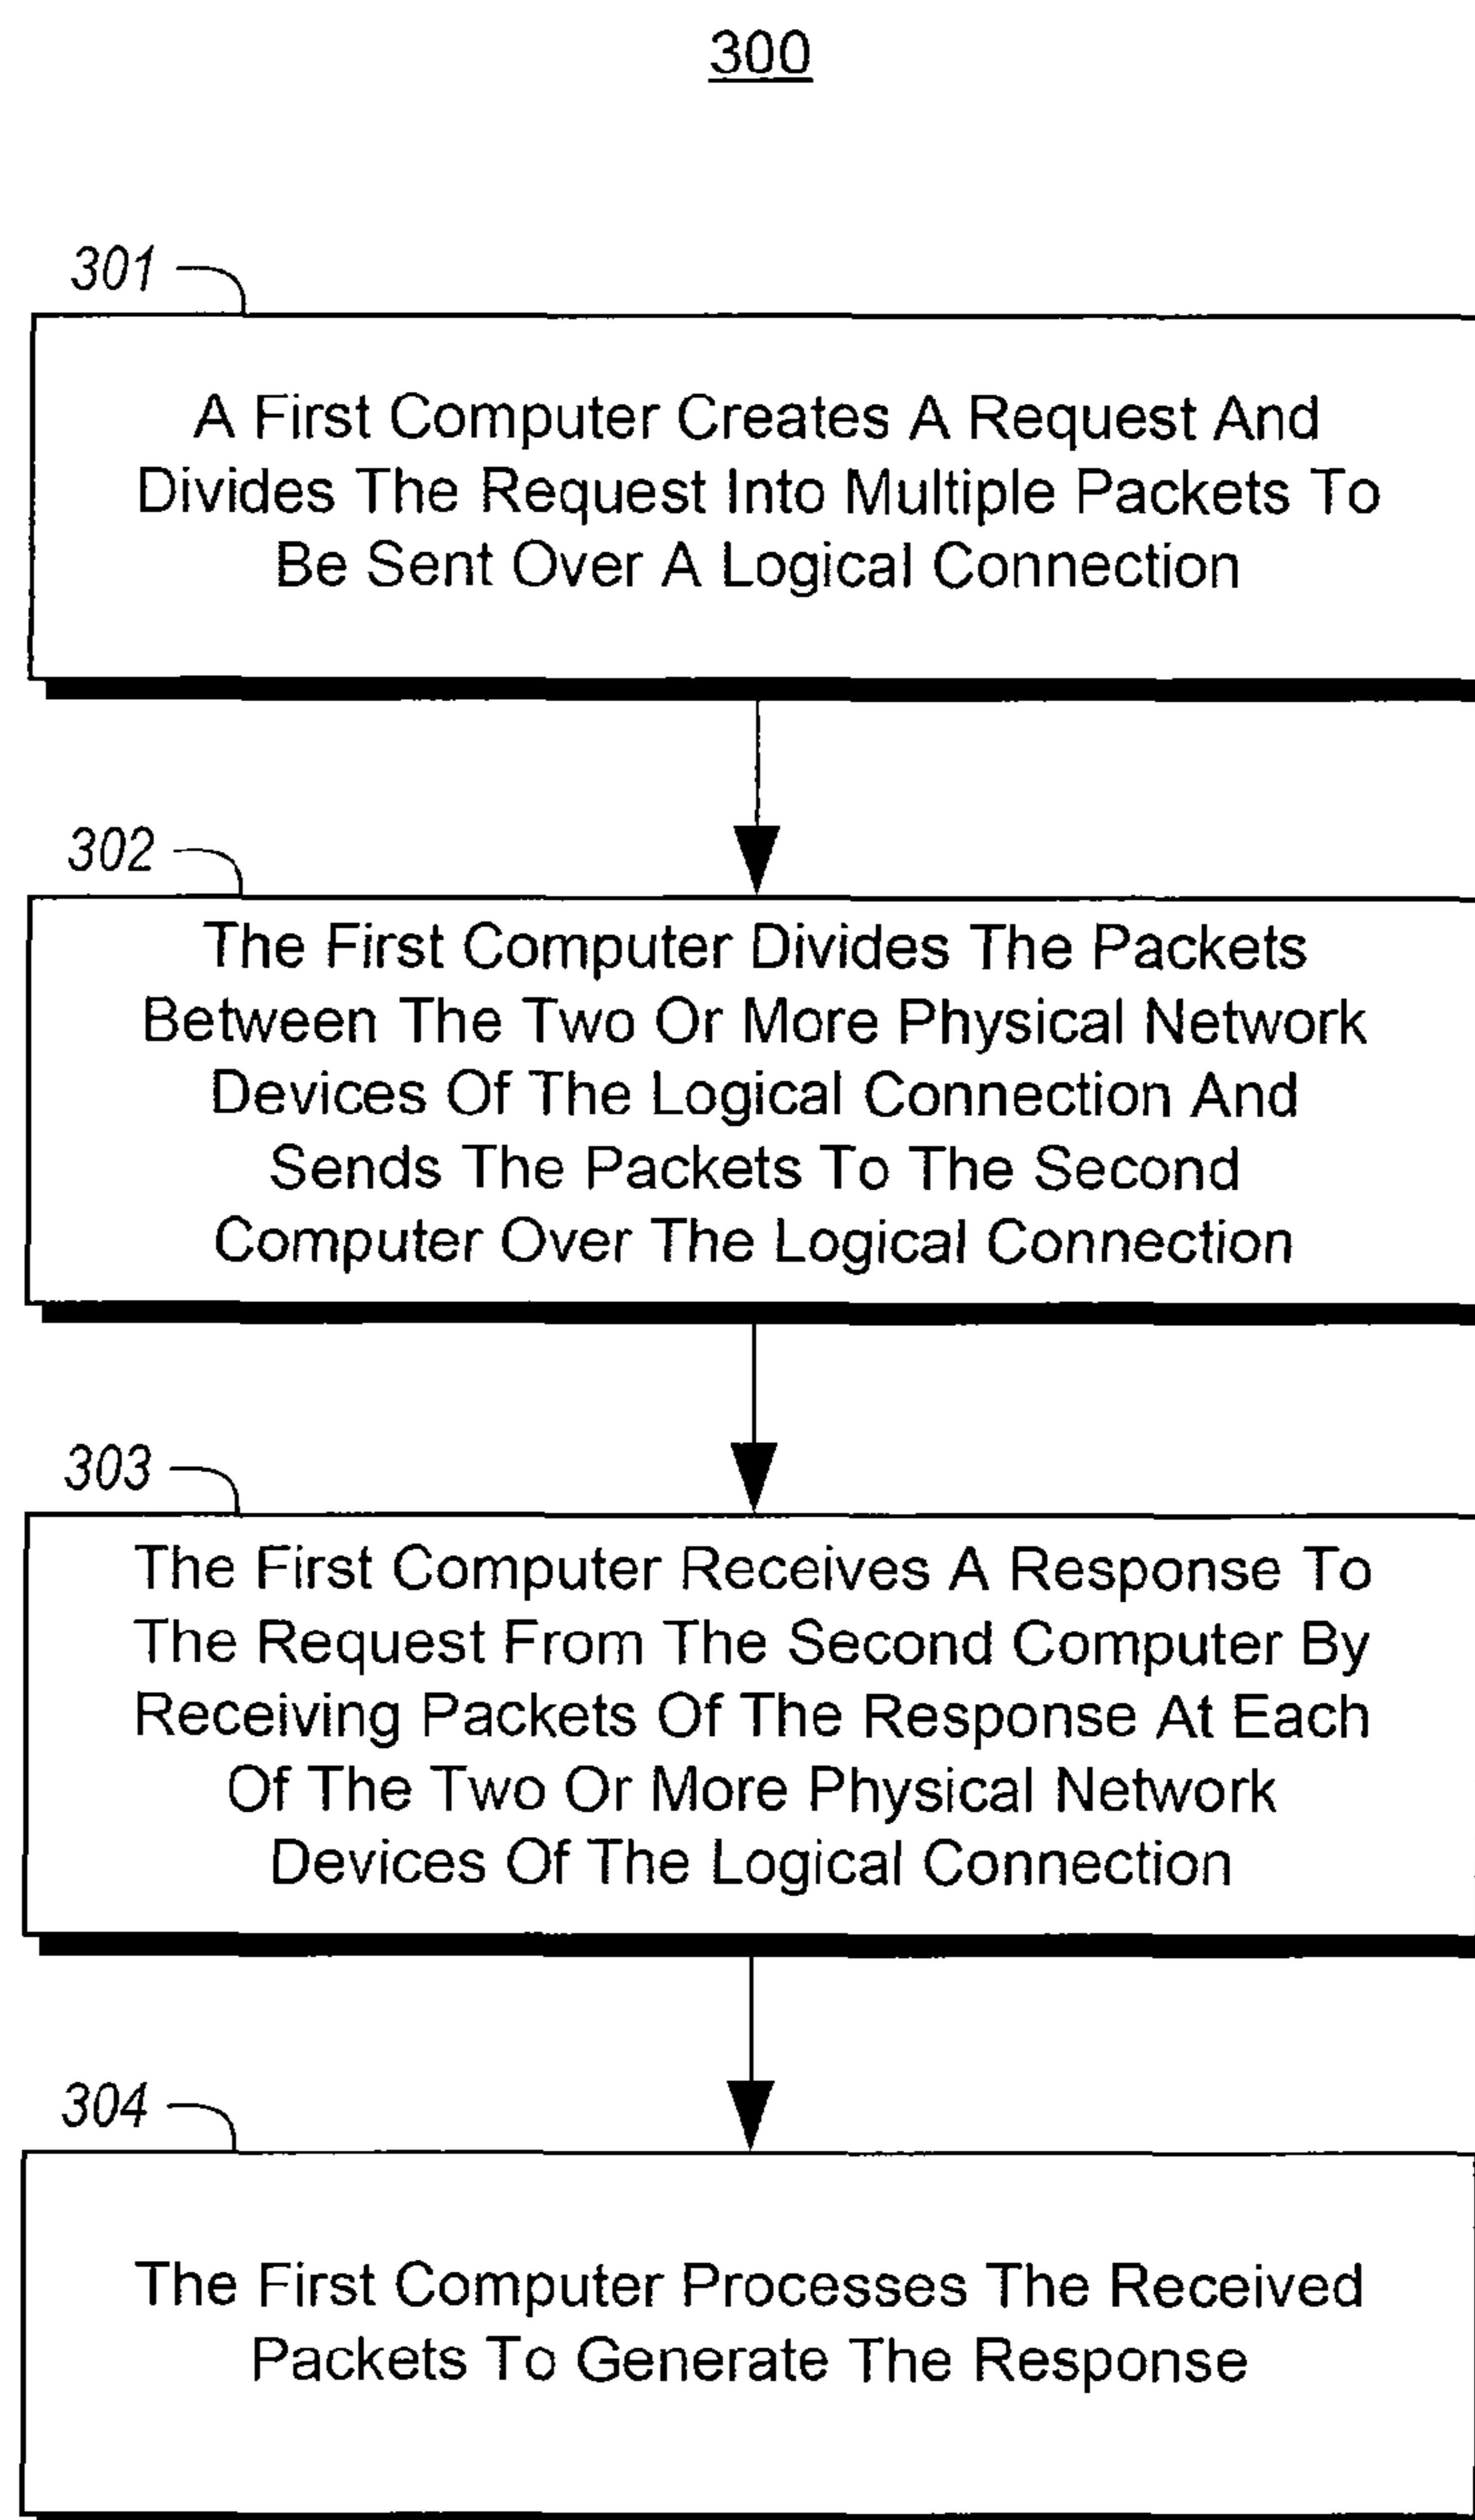 300
301
A First Computer Creates A Request And
Divides The Request Into Multiple Packets To
Be Sent Over A Logical Connection
302
The First Computer Divides The Packets
Between The Two Or More Physical Network
Devices Of The Logical Connection And
Sends The Packets To The Second
Computer Over The Logical Connection
303
The First Computer Receives A Response To
The Request From The Second Computer By
Receiving Packets Of The Response At Each
Of The Two Or More Physical Network
Devices Of The Logical Connection
304
The First Computer Processes The Received
Packets To Generate The Response